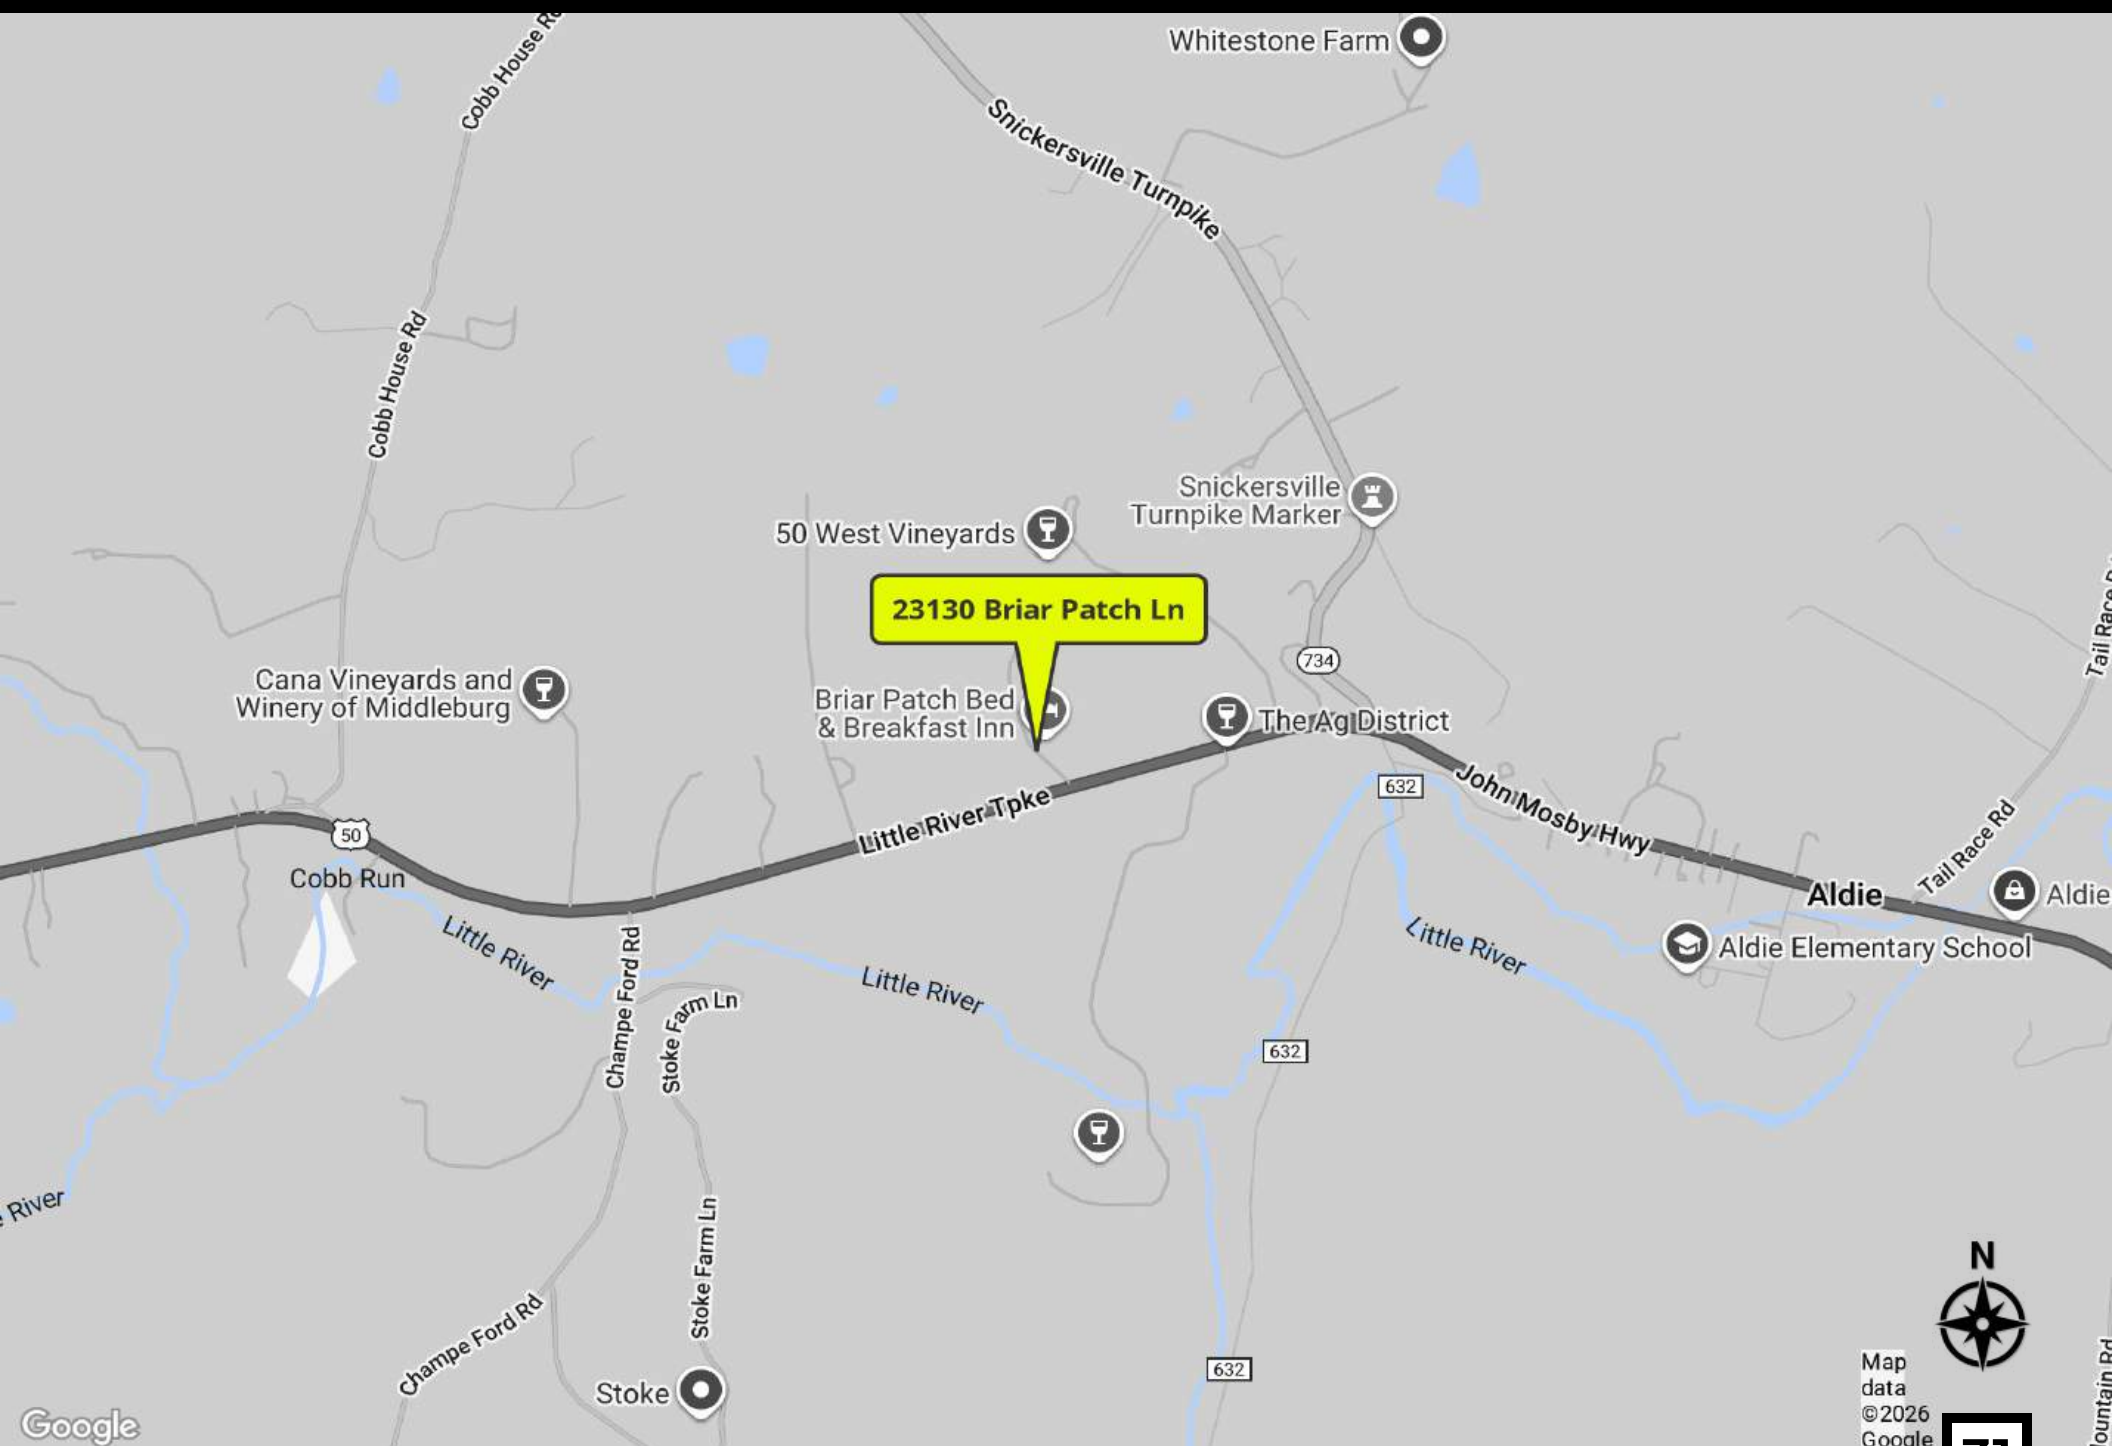 Whitestone Farm
Cobb House Rd
Snickersville Turnpike
Cobb House Rd
Snickersville
Turnpike Marker
50 West Vineyards
23130 Briar Patch Ln
Tail Race
734
Cana Vineyards and
Winery of Middleburg
Briar Patch Bed
& Breakfast Inn
The Ag District
632
John Mosby Hwy
Little River Tpke
50
Cobb Run
Tail Race Rd
Aldie
Aldie
Little River
Little River
Little River
Aldie Elementary School
Champe Ford Rd
Stoke Farm Ln
632
River
Stoke Farm Ln
N
Champe Ford Rd
632
Stoke
Map
data
©2026
Google
ountain Rd
Google